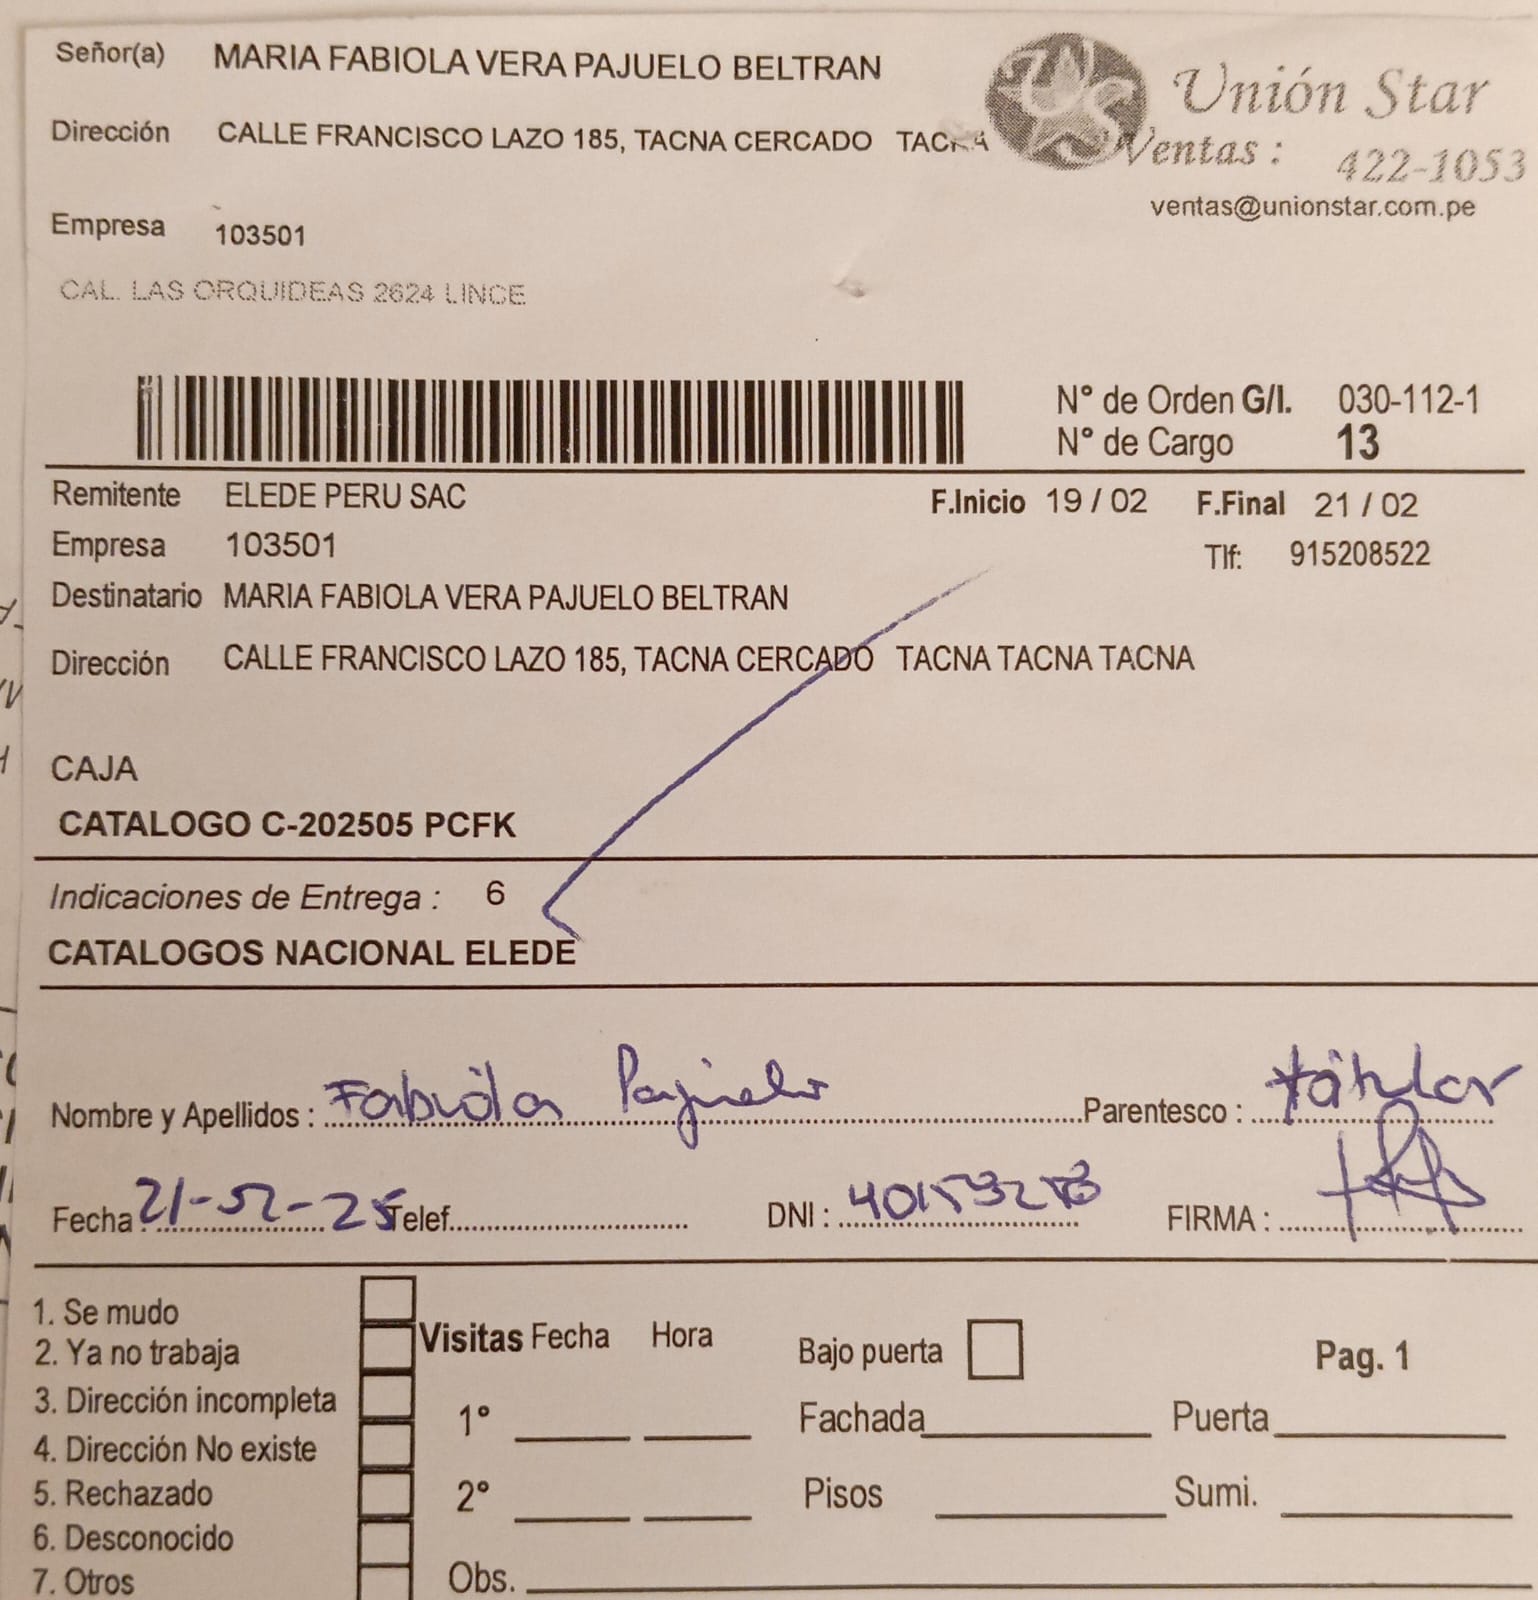 Señor(a) MARIA FABIOLA VERA PAJUELO BELTRAN
Unión Star
Dirección CALLE FRANCISCO LAZO 185, TACNA CERCADO TACNA
Ventas : 422-1053
ventas@unionstar.com.pe
Empresa 103501
CAL. LAS ORQUIDEAS 2624 LINCE
N° de Orden G/I. 030-112-1
N° de Cargo 13
Remitente ELEDE PERU SAC F.Inicio 19 / 02 F.Final 21 / 02
Empresa 103501 Tlf: 915208522
Destinatario MARIA FABIOLA VERA PAJUELO BELTRAN
Dirección CALLE FRANCISCO LAZO 185, TACNA CERCADO TACNA TACNA TACNA
CAJA
CATALOGO C-202505 PCFK
Indicaciones de Entrega : 6
CATALOGOS NACIONAL ELEDE
Nombre y Apellidos : Fabiola Pajuelo Parentesco : titular
Fecha : Telef. DNI : FIRMA :
1. Se mudo
2. Ya no trabaja
3. Dirección incompleta
4. Dirección No existe
5. Rechazado
6. Desconocido
7. Otros
Visitas Fecha Hora
1°
2°
Obs.
Bajo puerta Pag. 1
Fachada Puerta
Pisos Sumi.